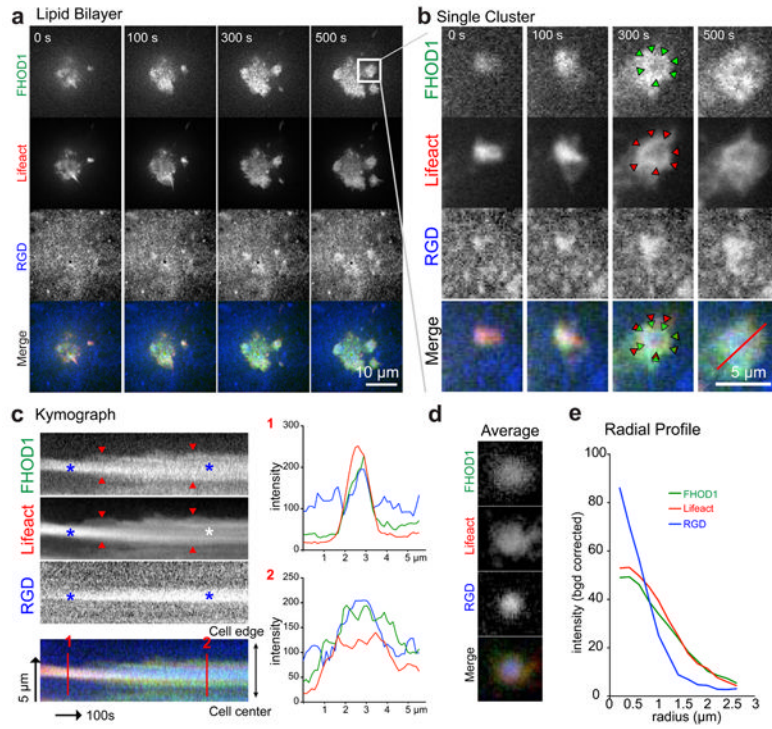 a Lipid Bilayer
0 s 100 s 300 s 500 s
FHOD1
Lifeact
RGD
Merge
10 µm
b Single Cluster
0 s 100 s 300 s 500 s
FHOD1
Lifeact
RGD
Merge
5 µm
c Kymograph
FHOD1
* *
Lifeact
* *
RGD
* *
Cell edge
1 2
5 µm
Cell center
100s
1
300
200
100
0
intensity
1 2 3 4 5 µm
2
250
200
150
100
50
0
intensity
1 2 3 4 5 µm
d
Average
FHOD1
Lifeact
RGD
Merge
e Radial Profile
100
80
60
40
20
0
intensity (bgd corrected)
FHOD1
Lifeact
RGD
0 0.5 1 1.5 2 2.5 3
radius (µm)